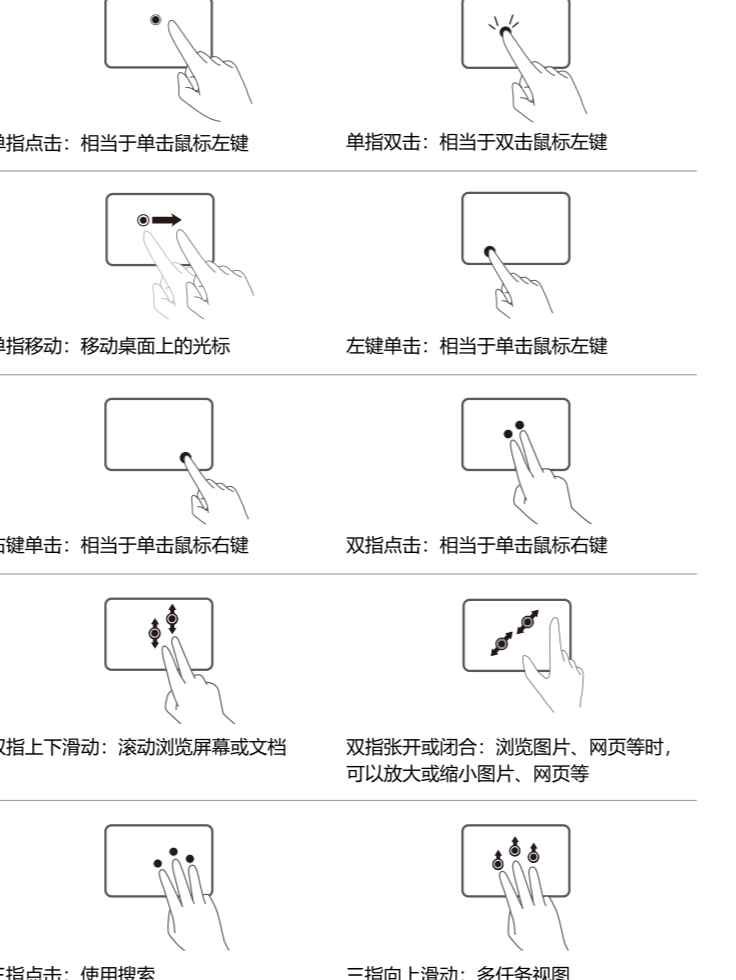 单指点击：相当于单击鼠标左键
单指双击：相当于双击鼠标左键
单指移动：移动桌面上的光标
左键单击：相当于单击鼠标左键
右键单击：相当于单击鼠标右键
双指点击：相当于单击鼠标右键
双指上下滑动：滚动浏览屏幕或文档
双指张开或闭合：浏览图片、网页等时，
可以放大或缩小图片、网页等
三指点击：使用搜索
三指向上滑动：多任务视图